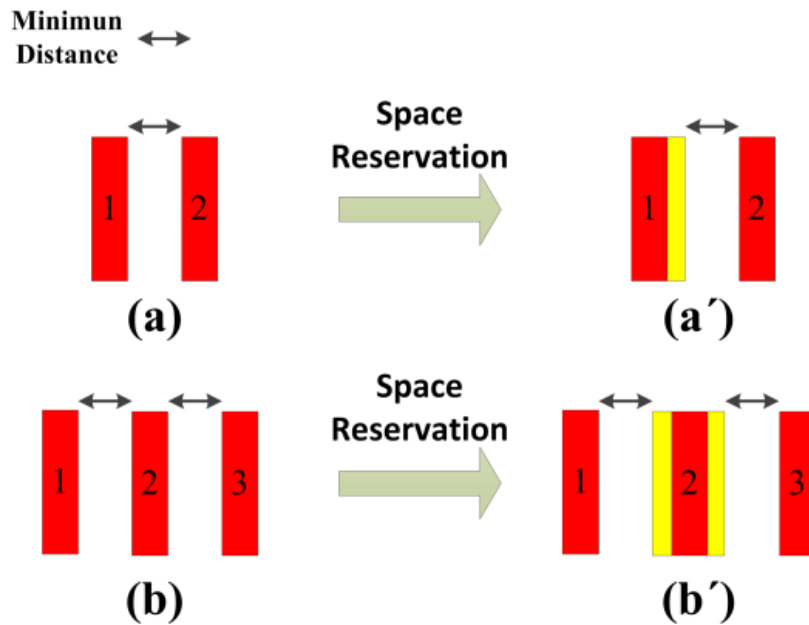 Minimun
Distance
Space
Reservation
1
2
1
2
(a)
(a´)
Space
Reservation
1
2
3
1
2
3
(b)
(b´)